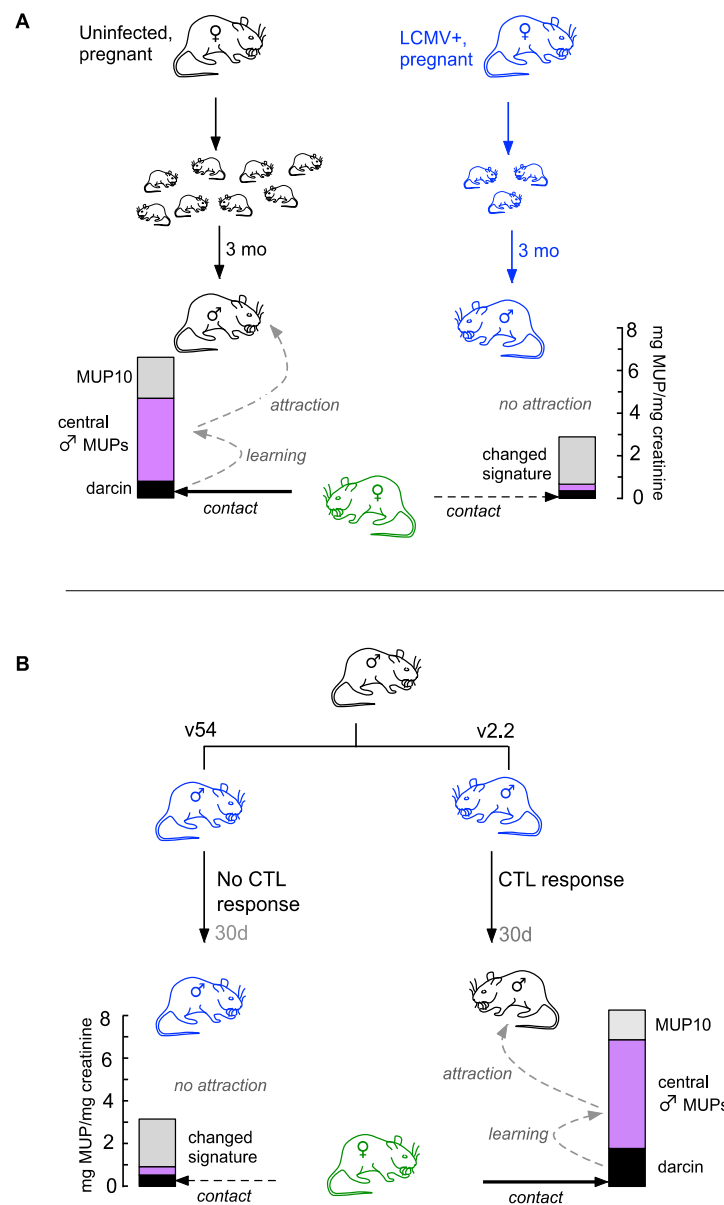 A
Uninfected,
pregnant
♀
LCMV+,
pregnant
♀
3 mo
3 mo
♂
♂
8
6
4
2
0
mg MUP/mg creatinine
MUP10
central
♂ MUPs
darcin
attraction
learning
contact
♀
no attraction
changed
signature
contact
B
♂
v54
v2.2
♂
♂
No CTL
response
30d
CTL response
30d
♂
♂
8
6
4
2
0
mg MUP/mg creatinine
no attraction
changed
signature
contact
♀
attraction
learning
contact
MUP10
central
♂ MUPs
darcin